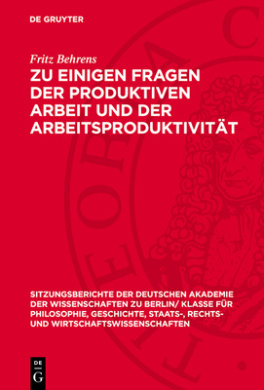 DE GRUYTER
Fritz Behrens
ZU EINIGEN FRAGEN
DER PRODUKTIVEN
ARBEIT UND DER
ARBEITSPRODUKTIVITÄT
SITZUNGSBERICHTE DER DEUTSCHEN AKADEMIE
DER WISSENSCHAFTEN ZU BERLIN/ KLASSE FÜR
PHILOSOPHIE, GESCHICHTE, STAATS-, RECHTS-
UND WIRTSCHAFTSWISSENSCHAFTEN
DE
G